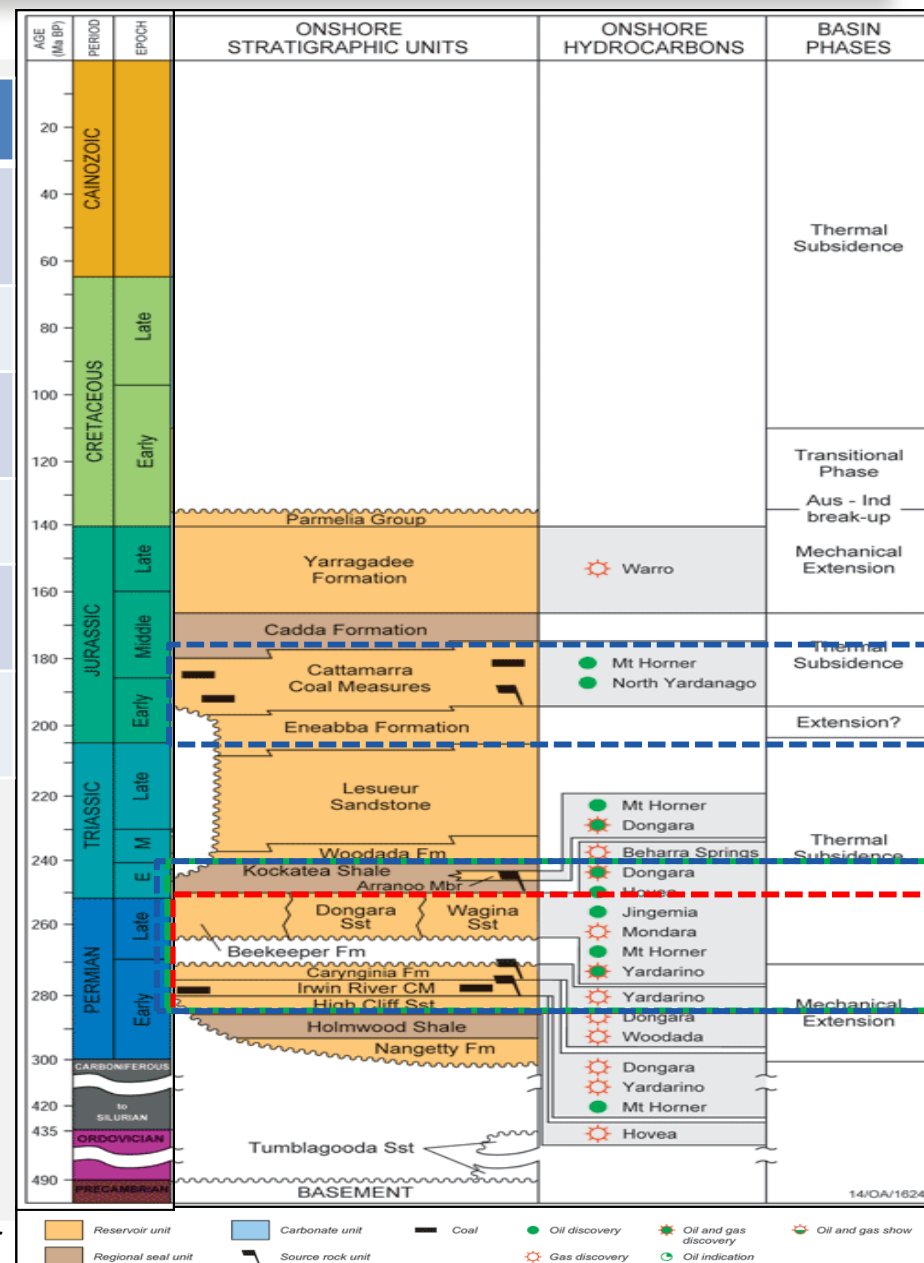 AGE
(Ma BP)
PERIOD
EPOCH
ONSHORE
STRATIGRAPHIC UNITS
ONSHORE
HYDROCARBONS
BASIN
PHASES
20
40
60
80
100
120
140
160
180
200
220
240
260
280
300
420
435
490
CAINOZOIC
CRETACEOUS
JURASSIC
TRIASSIC
PERMIAN
CARBONIFEROUS
to
SILURIAN
ORDOVICIAN
PRECAMBRIAN
Late
Early
Late
Middle
Early
Late
M
E
Late
Early
Parmelia Group
Yarragadee
Formation
Cadda Formation
Cattamarra
Coal Measures
Eneabba Formation
Lesueur
Sandstone
Woodada Fm
Kockatea Shale
Arranoo Mbr
Dongara
Sst
Wagina
Sst
Beekeeper Fm
Carynginia Fm
Irwin River CM
High Cliff Sst
Holmwood Shale
Nangetty Fm
Tumblagooda Sst
BASEMENT
Warro
Mt Horner
North Yardanago
Mt Horner
Dongara
Beharra Springs
Dongara
Hovea
Jingemia
Mondara
Mt Horner
Yardarino
Yardarino
Dongara
Woodada
Dongara
Yardarino
Mt Horner
Hovea
Thermal
Subsidence
Transitional
Phase
Aus - Ind
break-up
Mechanical
Extension
Thermal
Subsidence
Extension?
Thermal
Subsidence
Mechanical
Extension
14/OA/1624
Reservoir unit
Carbonate unit
Coal
Oil discovery
Oil and gas
discovery
Oil and gas show
Regional seal unit
Source rock unit
Gas discovery
Oil indication